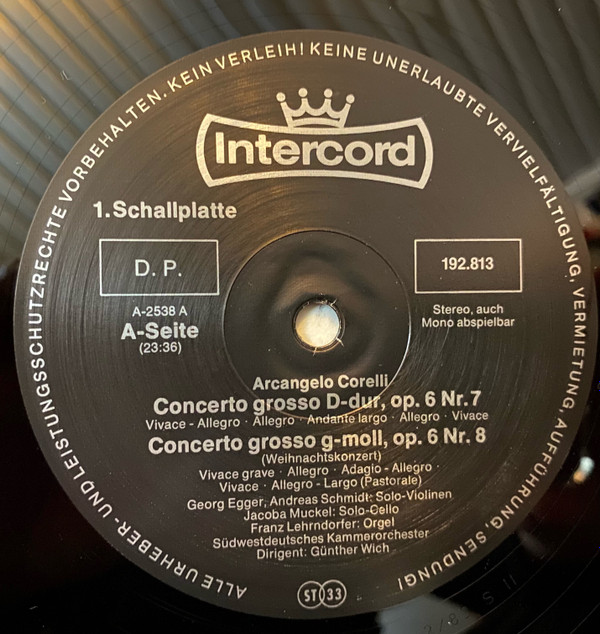 ALLE URHEBER- UND LEISTUNGSSCHUTZRECHTE VORBEHALTEN. KEIN VERLEIH! KEINE UNERLAUBTE VERVIELFÄLTIGUNG, VERMIETUNG, AUFFÜHRUNG, SENDUNG!
Intercord
1. Schallplatte
D. P.
192.813
A-2538 A
A-Seite
(23:36)
Stereo, auch
Mono abspielbar
Arcangelo Corelli
Concerto grosso D-dur, op. 6 Nr. 7
Vivace - Allegro · Allegro · Andante largo · Allegro · Vivace
Concerto grosso g-moll, op. 6 Nr. 8
(Weihnachtskonzert)
Vivace grave · Allegro · Adagio - Allegro ·
Vivace · Allegro - Largo (Pastorale)
Georg Egger, Andreas Schmidt: Solo-Violinen
Jacoba Muckel: Solo-Cello
Franz Lehrndorfer: Orgel
Südwestdeutsches Kammerorchester
Dirigent: Günther Wich
ST 33